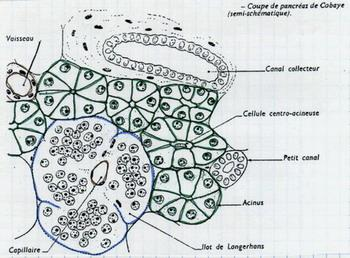 - Coupe de pancréas de Cobaye
(semi-schématique).
Vaisseau
Canal collecteur
Cellule centro-acineuse
Petit canal
Acinus
Ilot de Langerhans
Capillaire